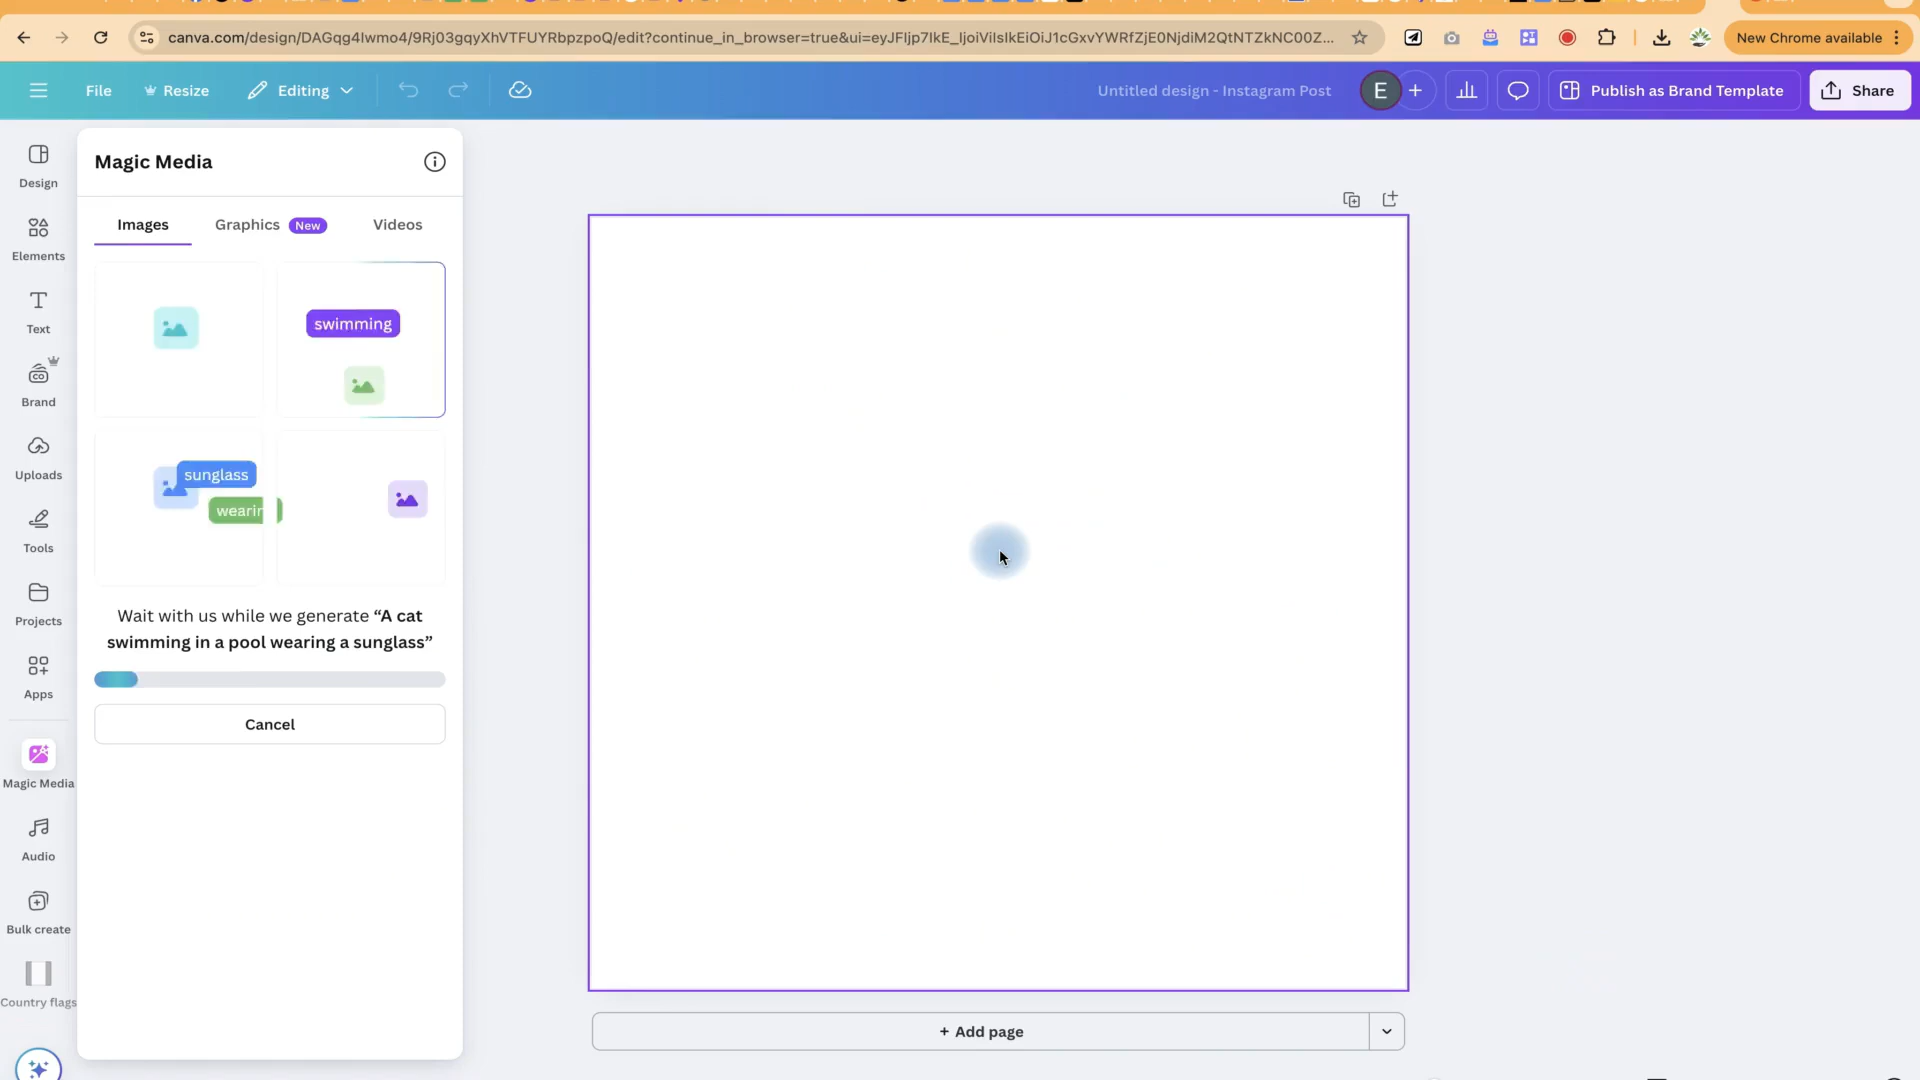 canva.com/design/DAGqg4lwmo4/9Rj03gqyXhVTFUYRbpzpoQ/edit?continue_in_browser=true&ui=eyJFIjp7IkE_IjoiVilsIkEiOiJ1cGxvYWRfZjE0NjdiM2QtNTZkNC00Z...
New Chrome available
File
Resize
Editing
Untitled design - Instagram Post
E
Publish as Brand Template
Share
Design
Elements
Text
Brand
Uploads
Tools
Projects
Apps
Magic Media
Audio
Bulk create
Country flags
Magic Media
Images
Graphics New
Videos
swimming
sunglass
Wait with us while we generate “A cat
swimming in a pool wearing a sunglass”
Cancel
+ Add page